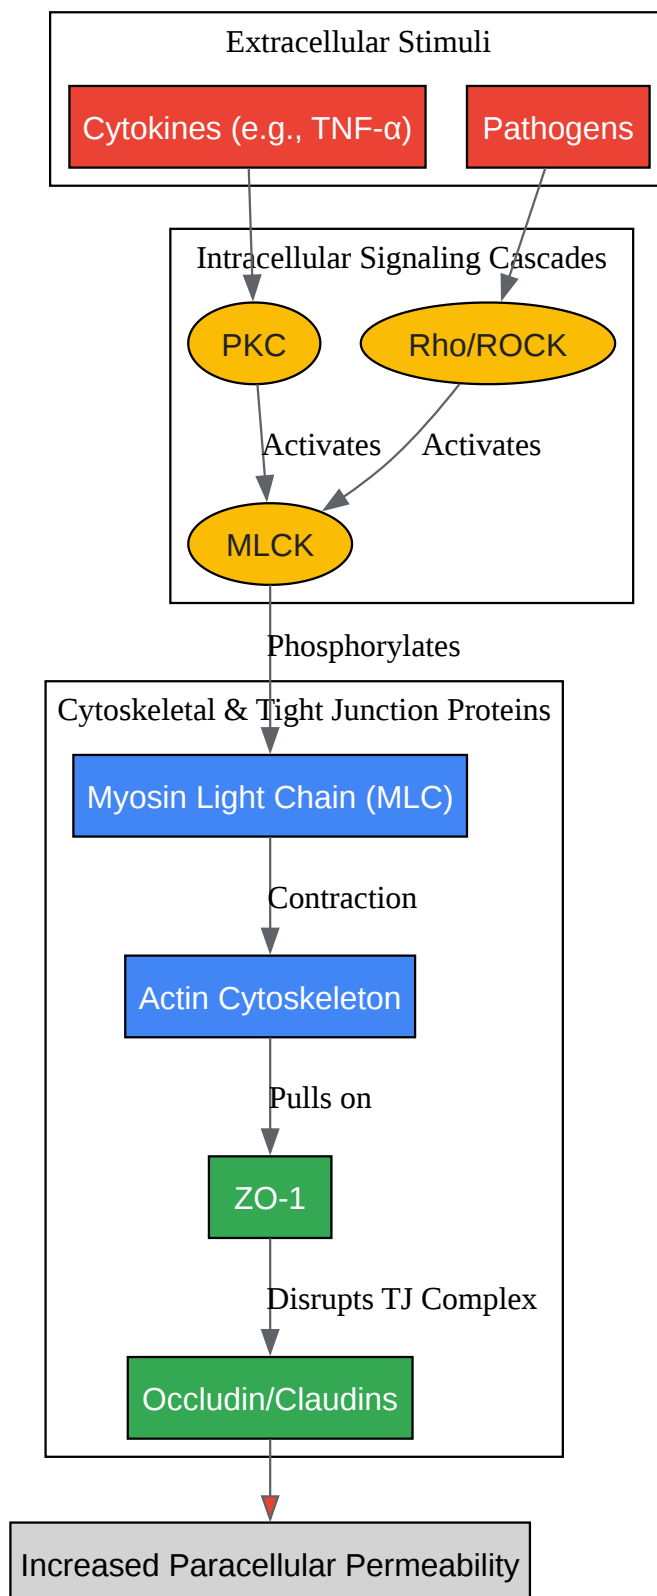 Extracellular Stimuli
Cytokines (e.g., TNF-α)
Pathogens
Intracellular Signaling Cascades
PKC
Rho/ROCK
Activates
Activates
MLCK
Phosphorylates
Cytoskeletal & Tight Junction Proteins
Myosin Light Chain (MLC)
Contraction
Actin Cytoskeleton
Pulls on
ZO-1
Disrupts TJ Complex
Occludin/Claudins
Increased Paracellular Permeability